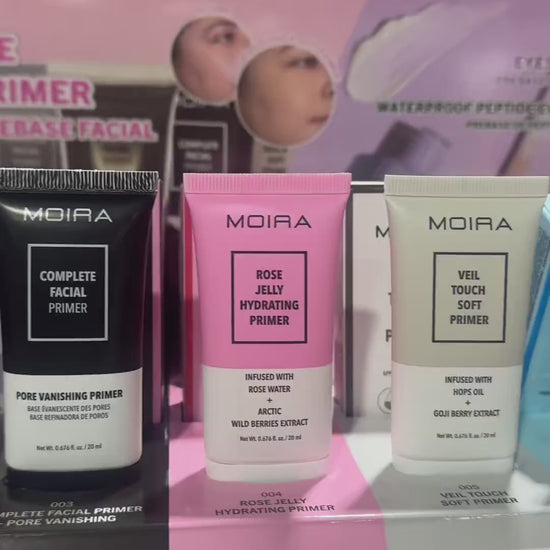 E
RIMER
EBASE FACIAL
EYES
WATERPROOF PEPTIDE
MOIRA
COMPLETE
FACIAL
PRIMER
PORE VANISHING PRIMER
BASE ÉVANESCENTE DES PORES
BASE REFINADORA DE POROS
Net Wt. 0.676 fl. oz. / 20 ml
MOIRA
ROSE
JELLY
HYDRATING
PRIMER
INFUSED WITH
ROSE WATER
+
ARCTIC
WILD BERRIES EXTRACT
Net Wt. 0.676 fl. oz. / 20 ml
MOIRA
VEIL
TOUCH
SOFT
PRIMER
INFUSED WITH
HOPS OIL
+
GOJI BERRY EXTRACT
Net Wt. 0.676 fl. oz. / 20 ml
003
MPLETE FACIAL PRIMER
PORE VANISHING
004
ROSE JELLY
HYDRATING PRIMER
005
VEIL TOUCH
SOFT PRIMER